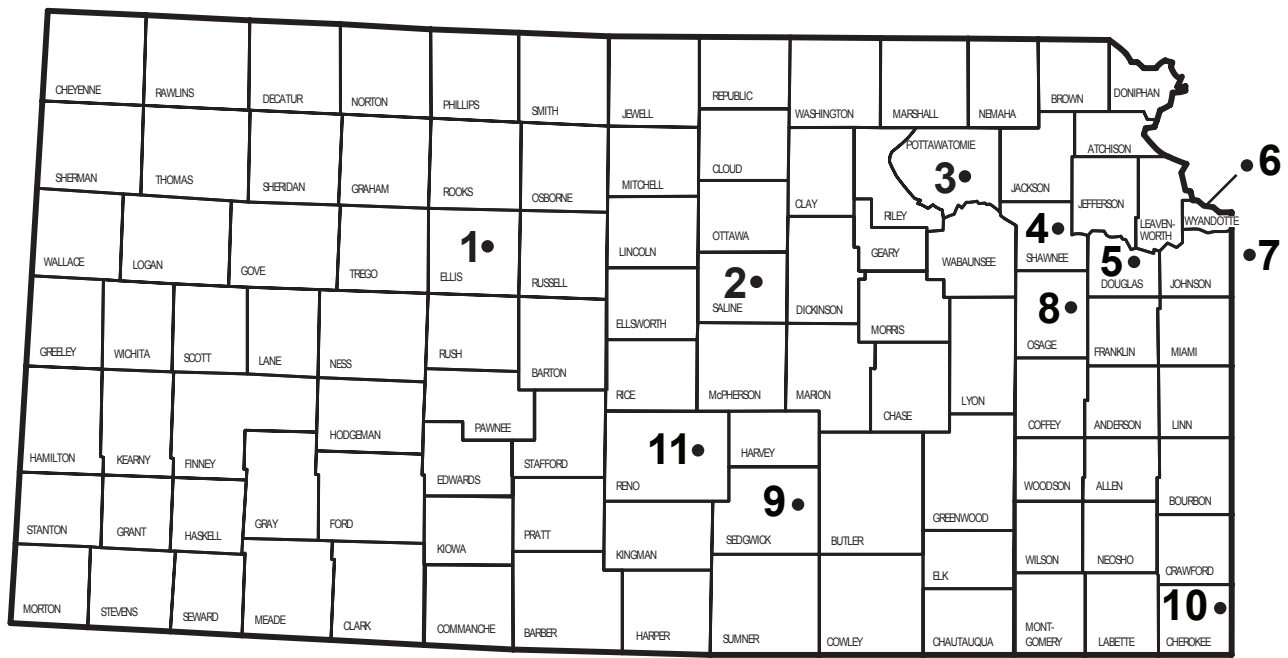 CHEYENNE
RAWLINS
DECATUR
NORTON
PHILLIPS
SMITH
JEWELL
REPUBLIC
WASHINGTON
MARSHALL
NEMAHA
BROWN
DONIPHAN
SHERMAN
THOMAS
SHERIDAN
GRAHAM
ROOKS
OSBORNE
MITCHELL
CLOUD
CLAY
RILEY
POTTAWATOMIE
3
JACKSON
ATCHISON
JEFFERSON
LEAVEN-
WORTH
WYANDOTTE
6
WALLACE
LOGAN
GOVE
TREGO
1
ELLIS
RUSSELL
LINCOLN
OTTAWA
2
SALINE
DICKINSON
GEARY
WABAUNSEE
4
SHAWNEE
5
DOUGLAS
JOHNSON
7
GREELEY
WICHITA
SCOTT
LANE
NESS
RUSH
BARTON
ELLSWORTH
RICE
McPHERSON
MARION
MORRIS
CHASE
LYON
8
OSAGE
FRANKLIN
MIAMI
HAMILTON
KEARNY
FINNEY
HODGEMAN
PAWNEE
EDWARDS
STAFFORD
11
RENO
HARVEY
9
SEDGWICK
BUTLER
GREENWOOD
COFFEY
ANDERSON
LINN
WOODSON
ALLEN
BOURBON
STANTON
GRANT
HASKELL
GRAY
FORD
KIOWA
PRATT
KINGMAN
ELK
WILSON
NEOSHO
CRAWFORD
MORTON
STEVENS
SEWARD
MEADE
CLARK
COMMANCHE
BARBER
HARPER
SUMNER
COWLEY
CHAUTAUQUA
MONT-
GOMERY
LABETTE
10
CHEROKEE